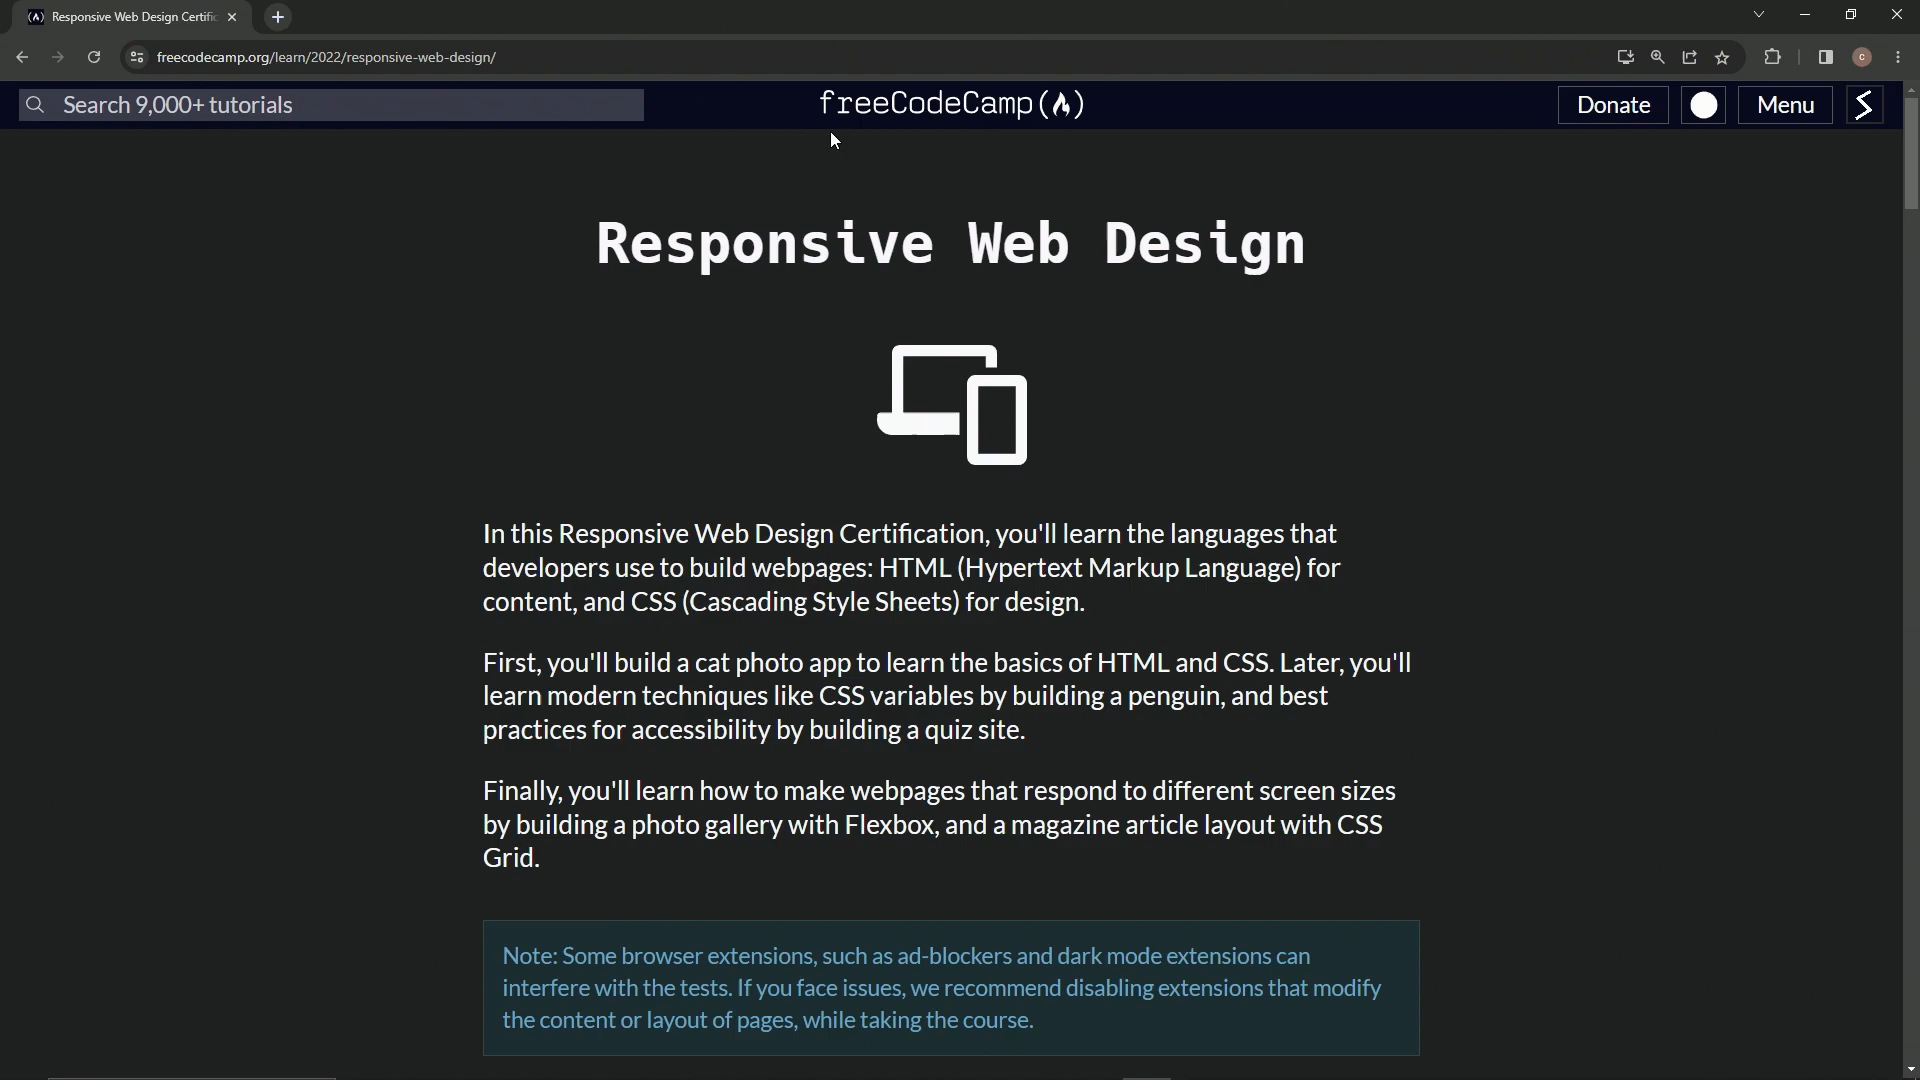 Responsive Web Design Certific
freecodecamp.org/learn/2022/responsive-web-design/
C
Search 9,000+ tutorials
freeCodeCamp
Donate
Menu
Responsive Web Design
In this Responsive Web Design Certification, you'll learn the languages that
developers use to build webpages: HTML (Hypertext Markup Language) for
content, and CSS (Cascading Style Sheets) for design.
First, you'll build a cat photo app to learn the basics of HTML and CSS. Later, you'll
learn modern techniques like CSS variables by building a penguin, and best
practices for accessibility by building a quiz site.
Finally, you'll learn how to make webpages that respond to different screen sizes
by building a photo gallery with Flexbox, and a magazine article layout with CSS
Grid.
Note: Some browser extensions, such as ad-blockers and dark mode extensions can
interfere with the tests. If you face issues, we recommend disabling extensions that modify
the content or layout of pages, while taking the course.